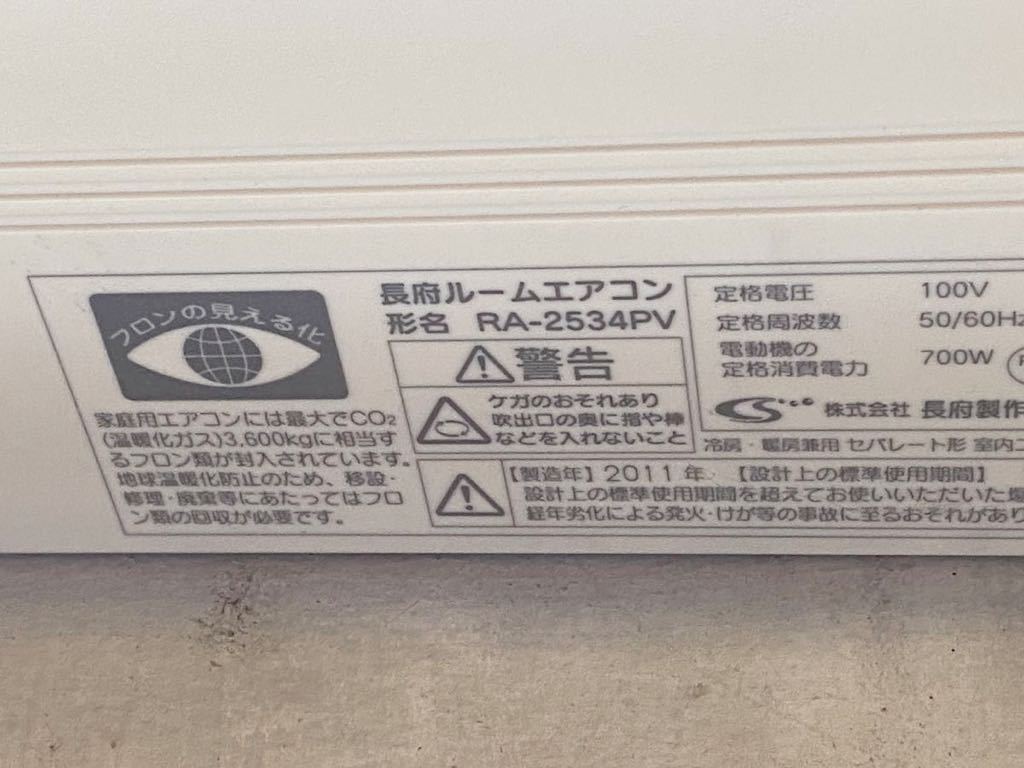 フロンの見える化
家庭用エアコンには最大でCO₂
(温暖化ガス)3,600kgに相当す
るフロン類が封入されています。
地球温暖化防止のため、移設・
修理・廃棄等にあたってはフロ
ン類の回収が必要です。
長府ルームエアコン
形名 RA-2534PV
警告
ケガのおそれあり
吹出口の奥に指や棒
などを入れないこと
定格電圧 100V
定格周波数 50/60Hz
電動機の
定格消費電力 700W
株式会社 長府製作
冷房・暖房兼用 セパレート形 室内
【製造年】2011年 【設計上の標準使用期間】
設計上の標準使用期間を超えてお使いいただいた場
経年劣化による発火・けが等の事故に至るおそれがあり